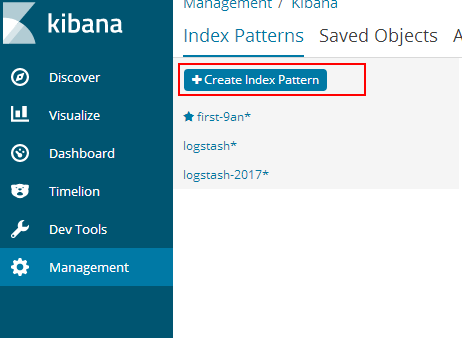 Management / Kibana
kibana
Index Patterns Saved Objects A
Create Index Pattern
Discover
first-9an*
Visualize
logstash*
Dashboard
logstash-2017*
Timelion
Dev Tools
Management